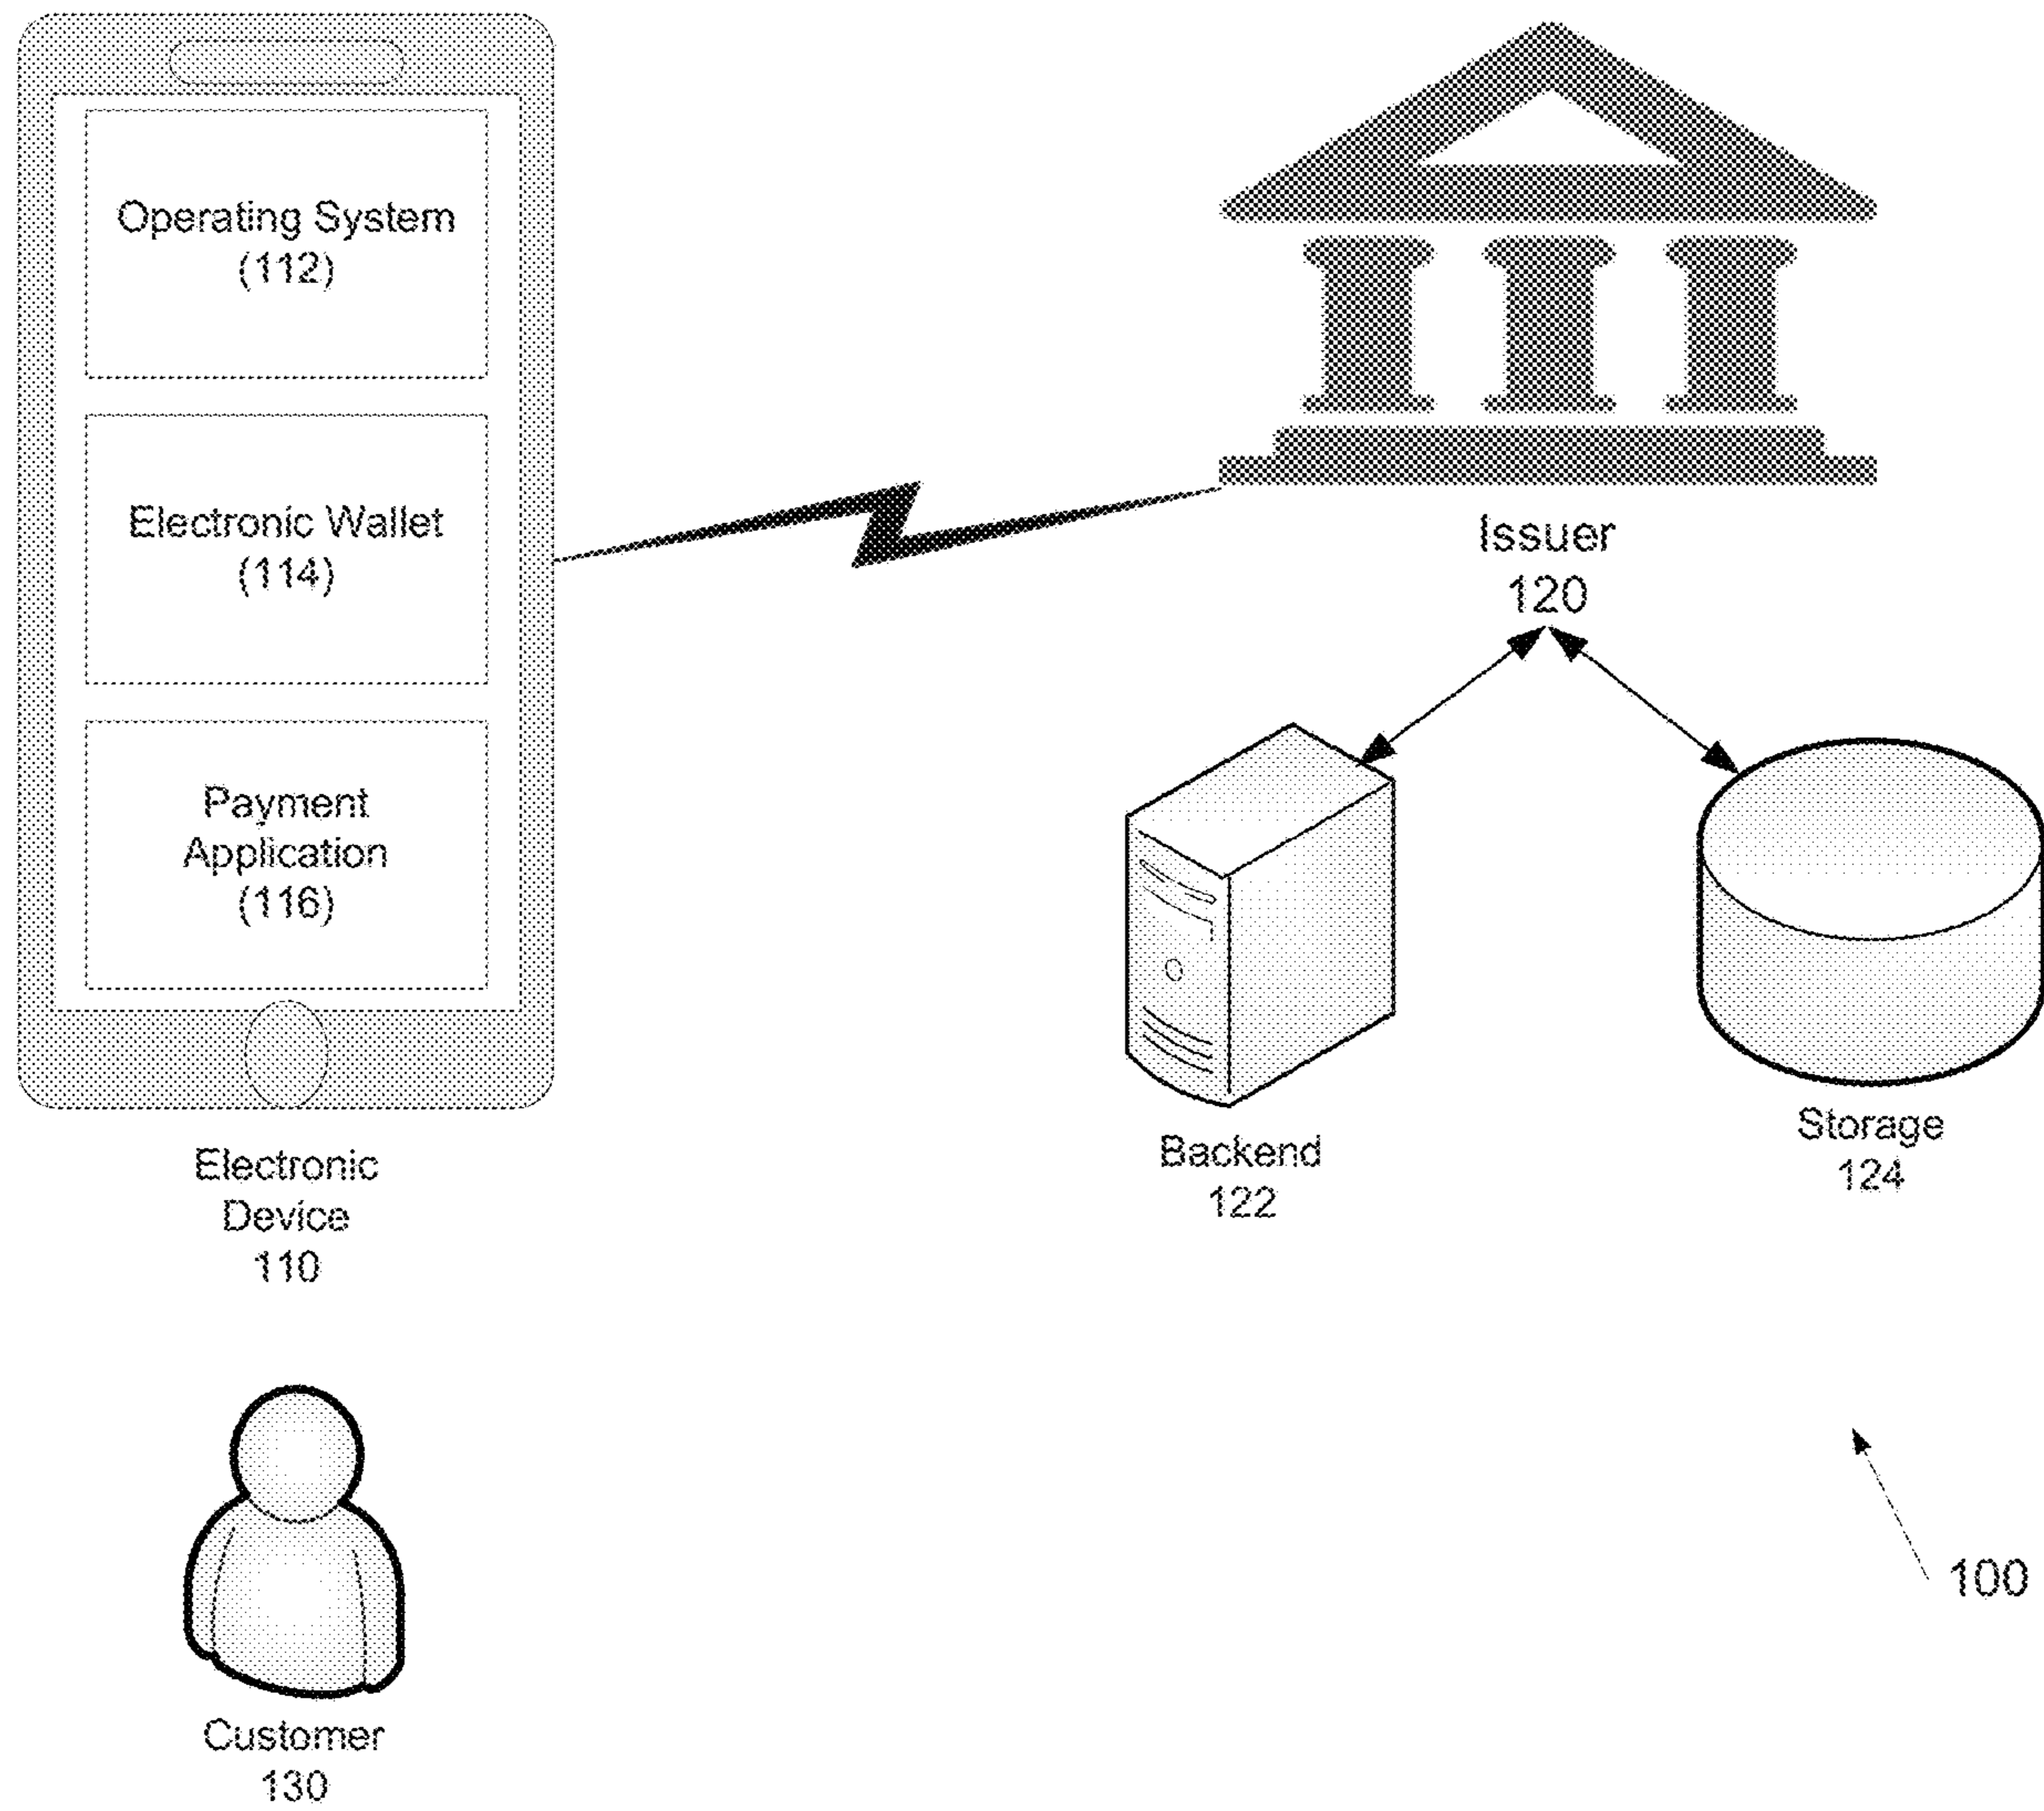 Operating System
(112)
Electronic Wallet
(114)
Payment
Application
(116)
Electronic
Device
110
Issuer
120
Backend
122
Storage
124
Customer
130
100